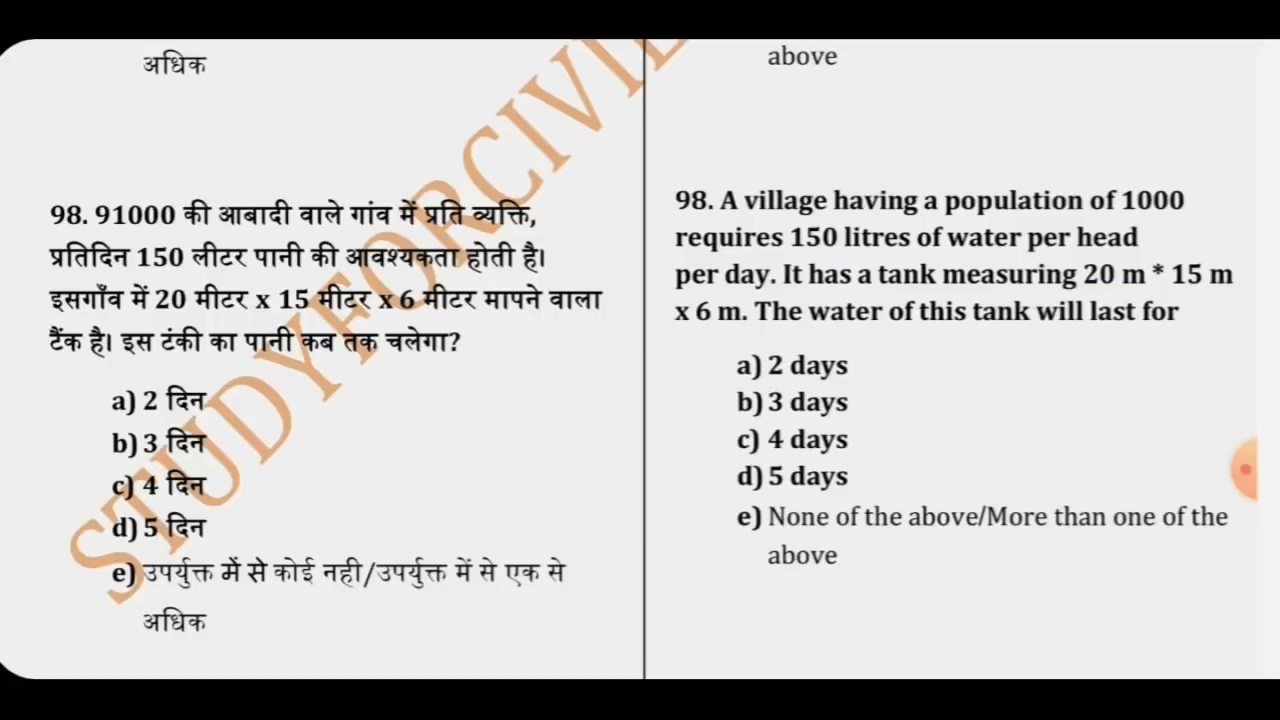 अधिक
98. 91000 की आबादी वाले गांव में प्रति व्यक्ति,
प्रतिदिन 150 लीटर पानी की आवश्यकता होती है।
इसगाँव में 20 मीटर x 15 मीटर x 6 मीटर मापने वाला
टैंक है। इस टंकी का पानी कब तक चलेगा?
a) 2 दिन
b) 3 दिन
c) 4 दिन
d) 5 दिन
e) उपर्युक्त में से कोई नही/उपर्युक्त में से एक से
अधिक
above
98. A village having a population of 1000
requires 150 litres of water per head
per day. It has a tank measuring 20 m * 15 m
x 6 m. The water of this tank will last for
a) 2 days
b) 3 days
c) 4 days
d) 5 days
e) None of the above/More than one of the
above
STUDYFORCIVIL